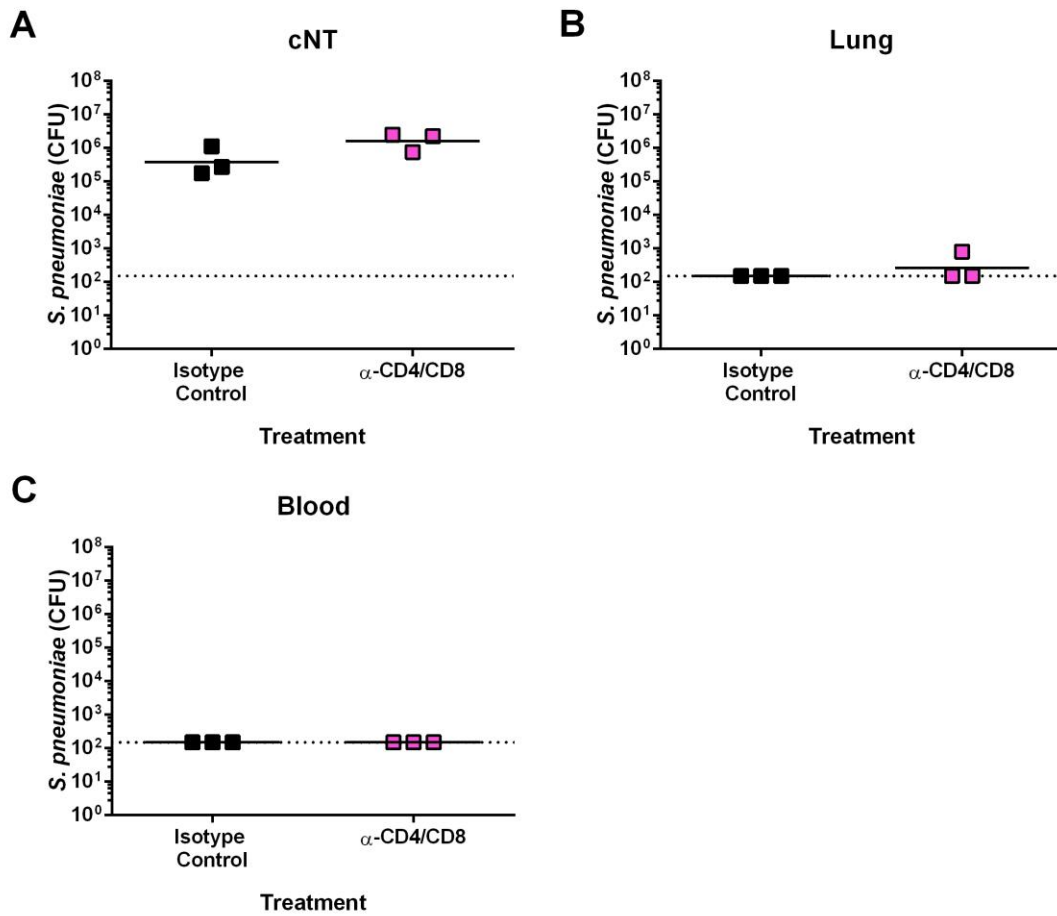 A
cNT
S. pneumoniae (CFU)
10⁸
10⁷
10⁶
10⁵
10⁴
10³
10²
10¹
10⁰
Isotype
Control
α-CD4/CD8
Treatment
B
Lung
S. pneumoniae (CFU)
10⁸
10⁷
10⁶
10⁵
10⁴
10³
10²
10¹
10⁰
Isotype
Control
α-CD4/CD8
Treatment
C
Blood
S. pneumoniae (CFU)
10⁸
10⁷
10⁶
10⁵
10⁴
10³
10²
10¹
10⁰
Isotype
Control
α-CD4/CD8
Treatment